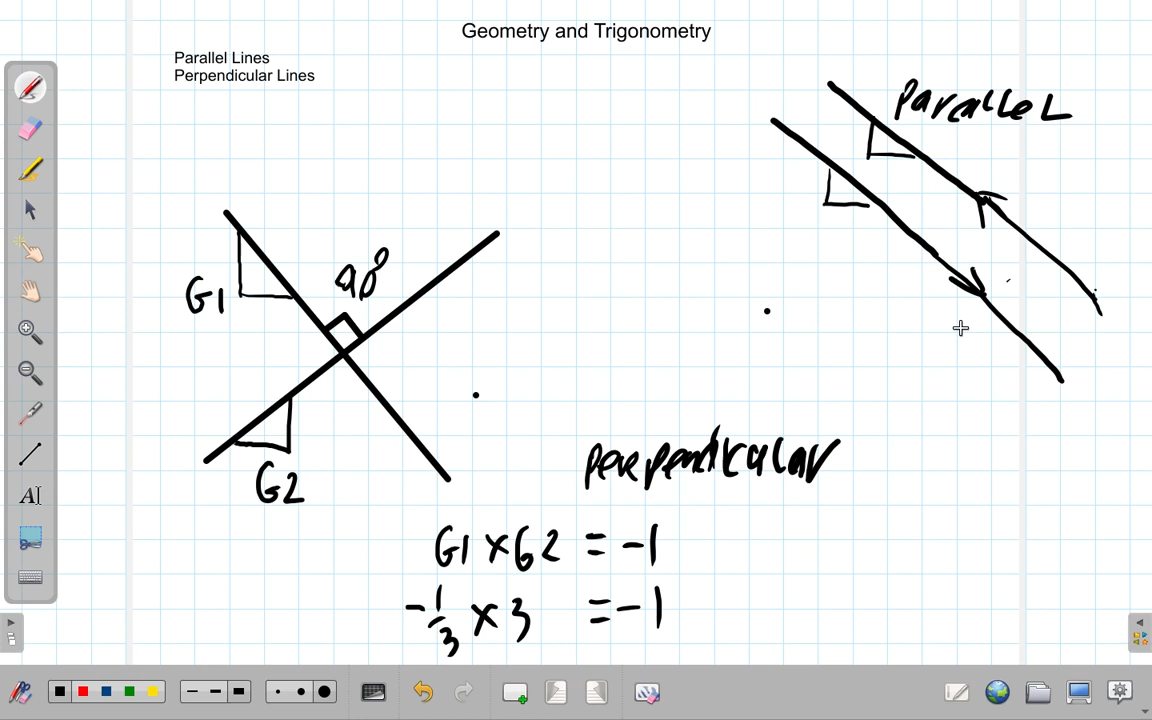 Geometry and Trigonometry
Parallel Lines
Perpendicular Lines
Parallel
90°
G1
G2
perpendicular
G1 × G2 = -1
-1/3 × 3 = -1